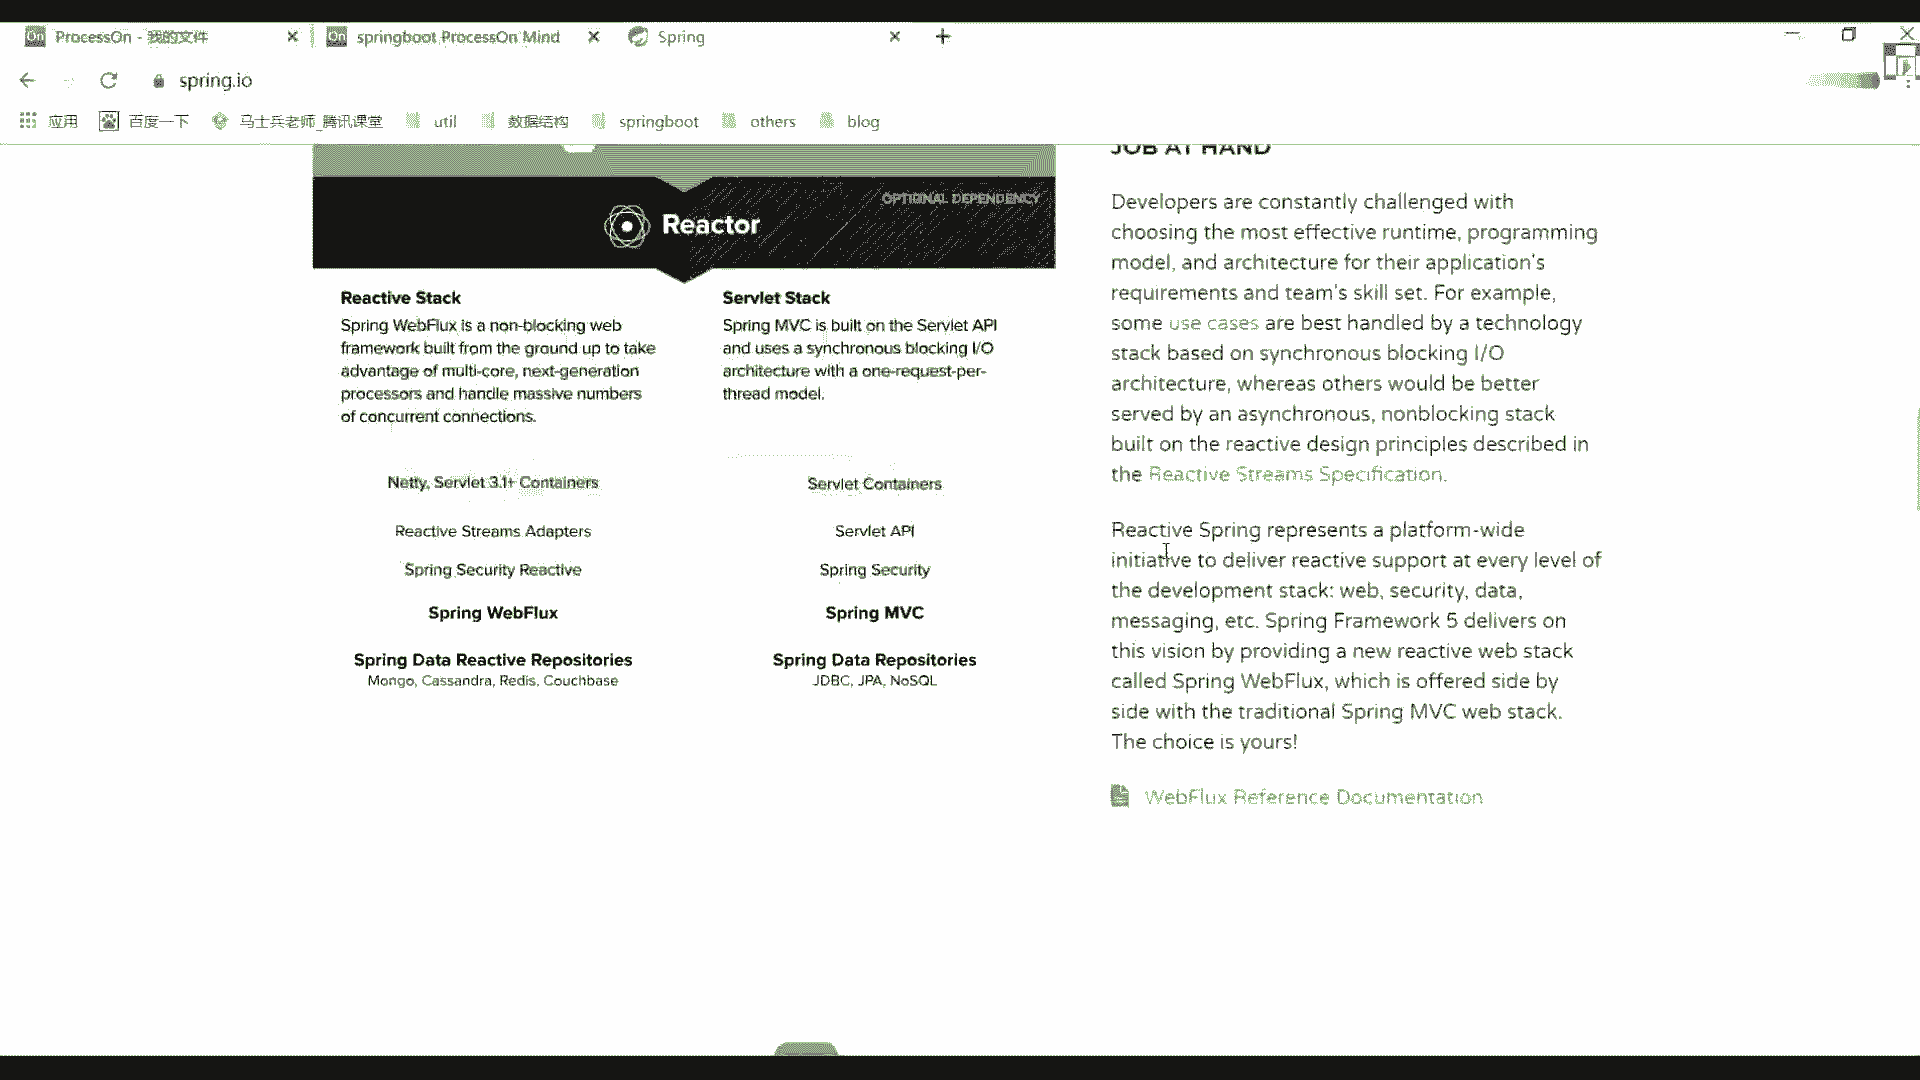 ProcessOn - 我的文件
springboot ProcessOn Mind
Spring
spring.io
应用
百度一下
马士兵老师_腾讯课堂
util
数据结构
springboot
others
blog
OPTIONAL DEPENDENCY
Reactor
Reactive Stack
Spring WebFlux is a non-blocking web
framework built from the ground up to take
advantage of multi-core, next-generation
processors and handle massive numbers
of concurrent connections.
Servlet Stack
Spring MVC is built on the Servlet API
and uses a synchronous blocking I/O
architecture with a one-request-per-
thread model.
Netty, Servlet 3.1+ Containers
Servlet Containers
Reactive Streams Adapters
Servlet API
Spring Security Reactive
Spring Security
Spring WebFlux
Spring MVC
Spring Data Reactive Repositories
Mongo, Cassandra, Redis, Couchbase
Spring Data Repositories
JDBC, JPA, NoSQL
JOB AT HAND
Developers are constantly challenged with
choosing the most effective runtime, programming
model, and architecture for their application's
requirements and team's skill set. For example,
some use cases are best handled by a technology
stack based on synchronous blocking I/O
architecture, whereas others would be better
served by an asynchronous, nonblocking stack
built on the reactive design principles described in
the Reactive Streams Specification.
Reactive Spring represents a platform-wide
initiative to deliver reactive support at every level of
the development stack: web, security, data,
messaging, etc. Spring Framework 5 delivers on
this vision by providing a new reactive web stack
called Spring WebFlux, which is offered side by
side with the traditional Spring MVC web stack.
The choice is yours!
WebFlux Reference Documentation